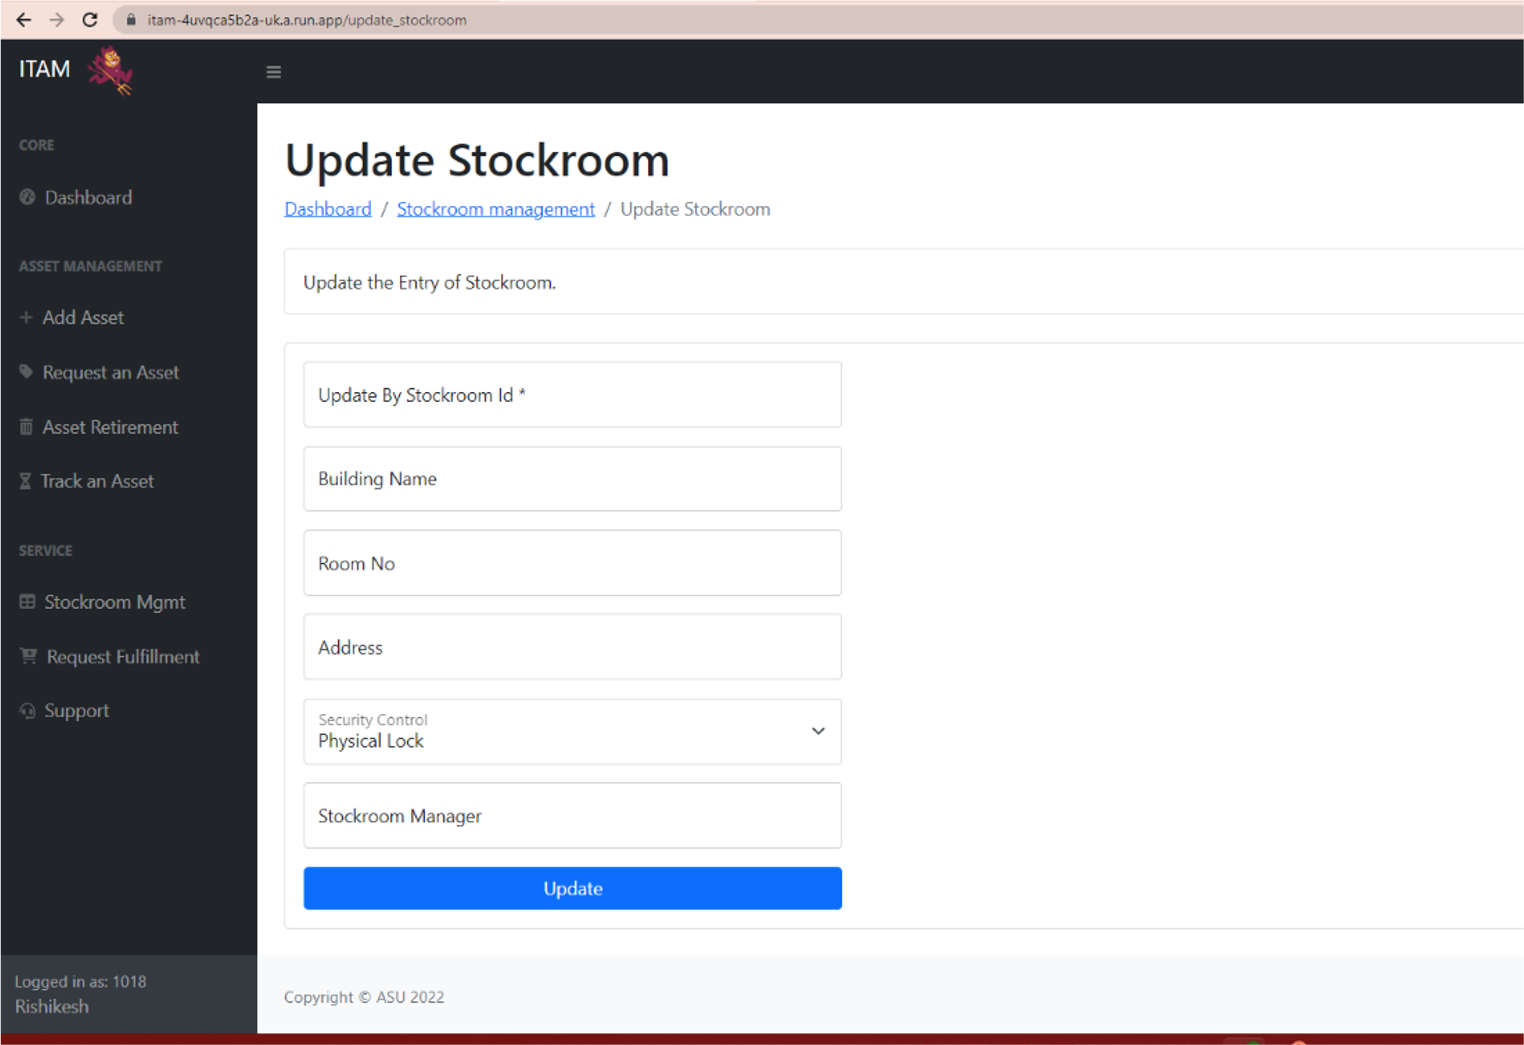 itam-4uvqca5b2a-uk.a.run.app/update_stockroom
ITAM
CORE
Dashboard
ASSET MANAGEMENT
Add Asset
Request an Asset
Asset Retirement
Track an Asset
SERVICE
Stockroom Mgmt
Request Fulfillment
Support
Logged in as: 1018
Rishikesh
Update Stockroom
Dashboard / Stockroom management / Update Stockroom
Update the Entry of Stockroom.
Update By Stockroom Id *
Building Name
Room No
Address
Security Control
Physical Lock
Stockroom Manager
Update
Copyright © ASU 2022